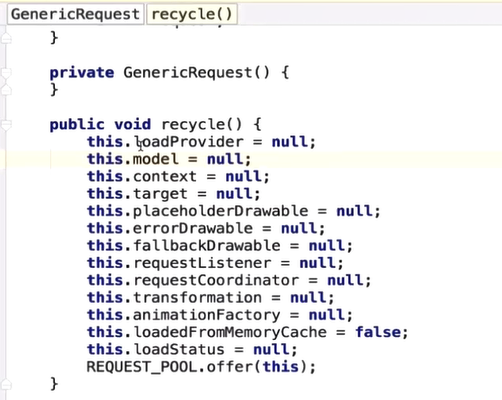 GenericRequest recycle()
}
private GenericRequest() {
}
public void recycle() {
this.loadProvider = null;
this.model = null;
this.context = null;
this.target = null;
this.placeholderDrawable = null;
this.errorDrawable = null;
this.fallbackDrawable = null;
this.requestListener = null;
this.requestCoordinator = null;
this.transformation = null;
this.animationFactory = null;
this.loadedFromMemoryCache = false;
this.loadStatus = null;
REQUEST_POOL.offer(this);
}